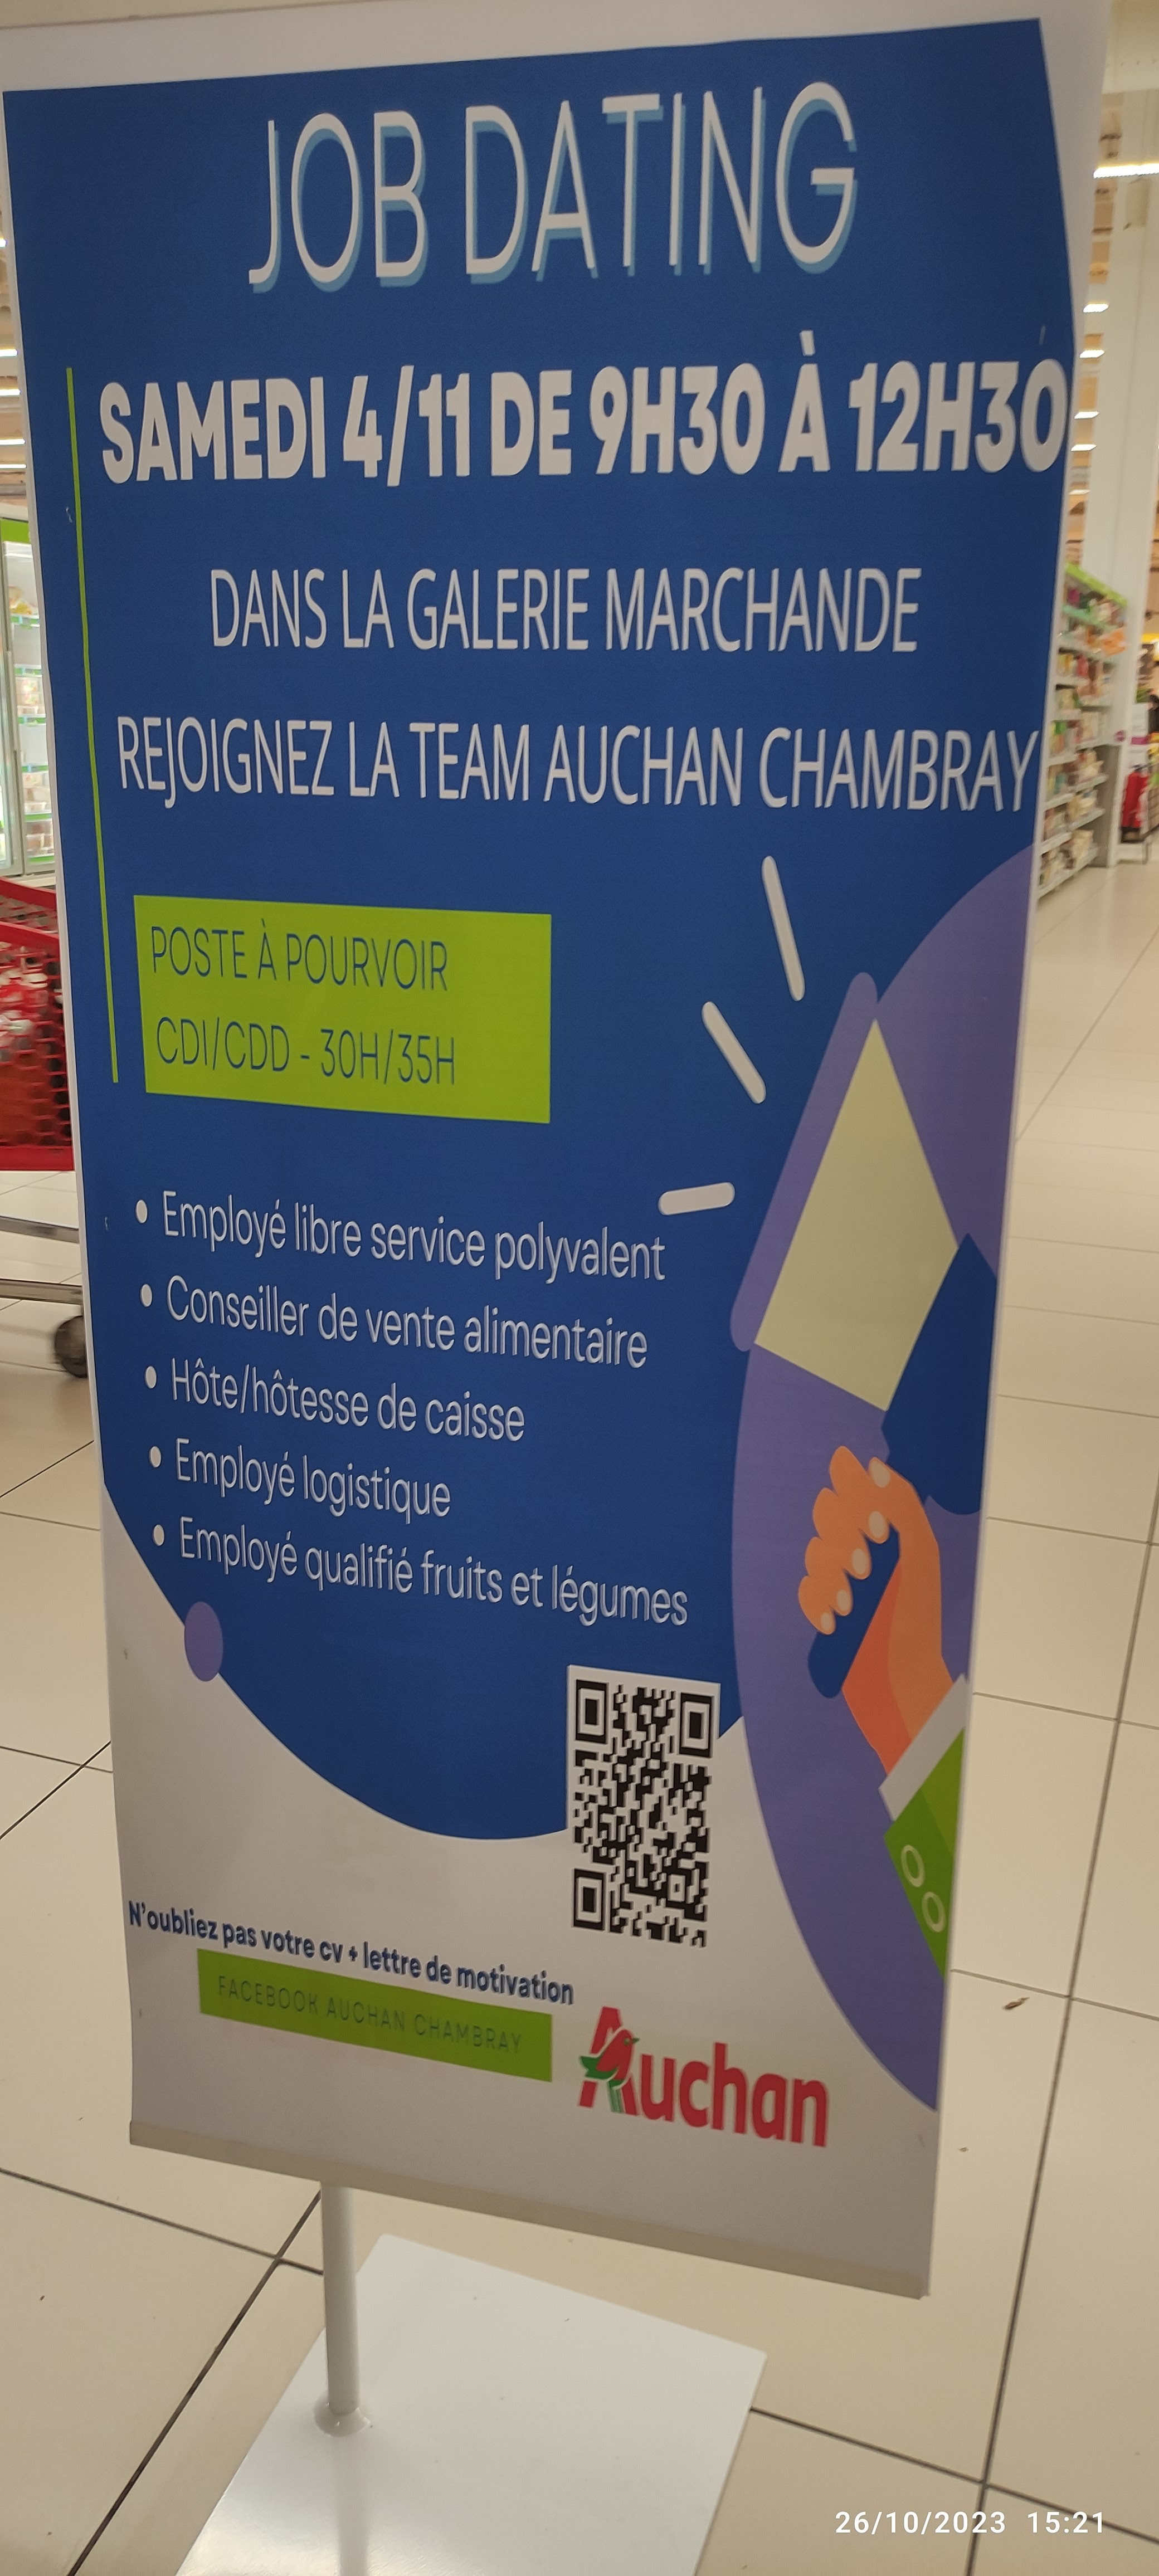 JOB DATING
SAMEDI 4/11 DE 9H30 À 12H30
DANS LA GALERIE MARCHANDE
REJOIGNEZ LA TEAM AUCHAN CHAMBRAY
POSTE À POURVOIR
CDI/CDD - 30H/35H
• Employé libre service polyvalent
• Conseiller de vente alimentaire
• Hôte/hôtesse de caisse
• Employé logistique
• Employé qualifié fruits et légumes
N'oubliez pas votre cv + lettre de motivation
FACEBOOK AUCHAN CHAMBRAY
Auchan
26/10/2023 15:21